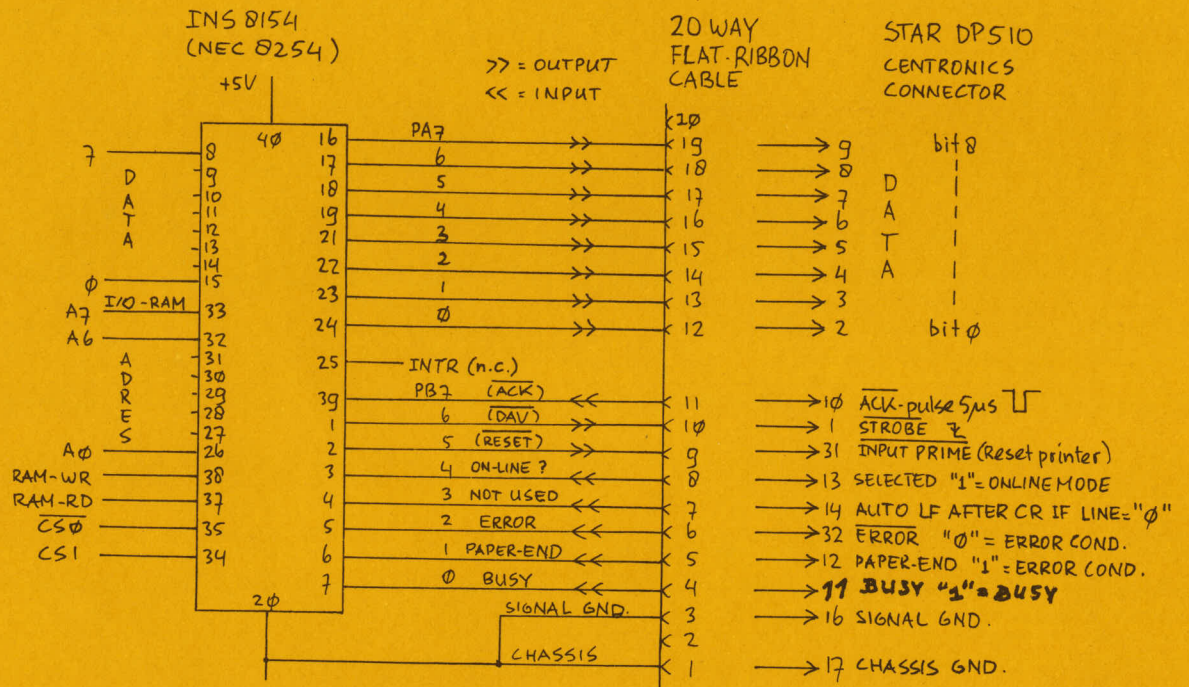 INS 8154
(NEC 8254)
+5V
>> = OUTPUT
<< = INPUT
20 WAY
FLAT-RIBBON
CABLE
STAR DP510
CENTRONICS
CONNECTOR
40
20
7 8
9
10
11
12
13
14
Ø 15
DATA
A7 I/O-RAM 33
A6 32
31
30
29
28
27
AØ 26
ADRES
RAM-WR 38
RAM-RD 37
CSØ 35
CS1 34
2Ø
16 PA7 >> 19 9 bit 8
17 6 >> 18 8
18 5 >> 17 7
19 4 >> 16 6
21 3 >> 15 5
22 2 >> 14 4
23 1 >> 13 3
24 Ø >> 12 2 bit Ø
DATA
25 INTR (n.c.)
39 PB7 (ACK) << 11 1Ø ACK-pulse 5µs
1 6 (DAV) >> 1Ø 1 STROBE
2 5 (RESET) >> 9 31 INPUT PRIME (Reset printer)
3 4 ON-LINE ? << 8 13 SELECTED "1"=ONLINE MODE
4 3 NOT USED << 7 14 AUTO LF AFTER CR IF LINE="Ø"
5 2 ERROR << 6 32 ERROR "Ø"= ERROR COND.
6 1 PAPER-END << 5 12 PAPER-END "1"=ERROR COND.
7 Ø BUSY << 4 11 BUSY "1"=BUSY
SIGNAL GND. 3 16 SIGNAL GND.
2
CHASSIS 1 17 CHASSIS GND.